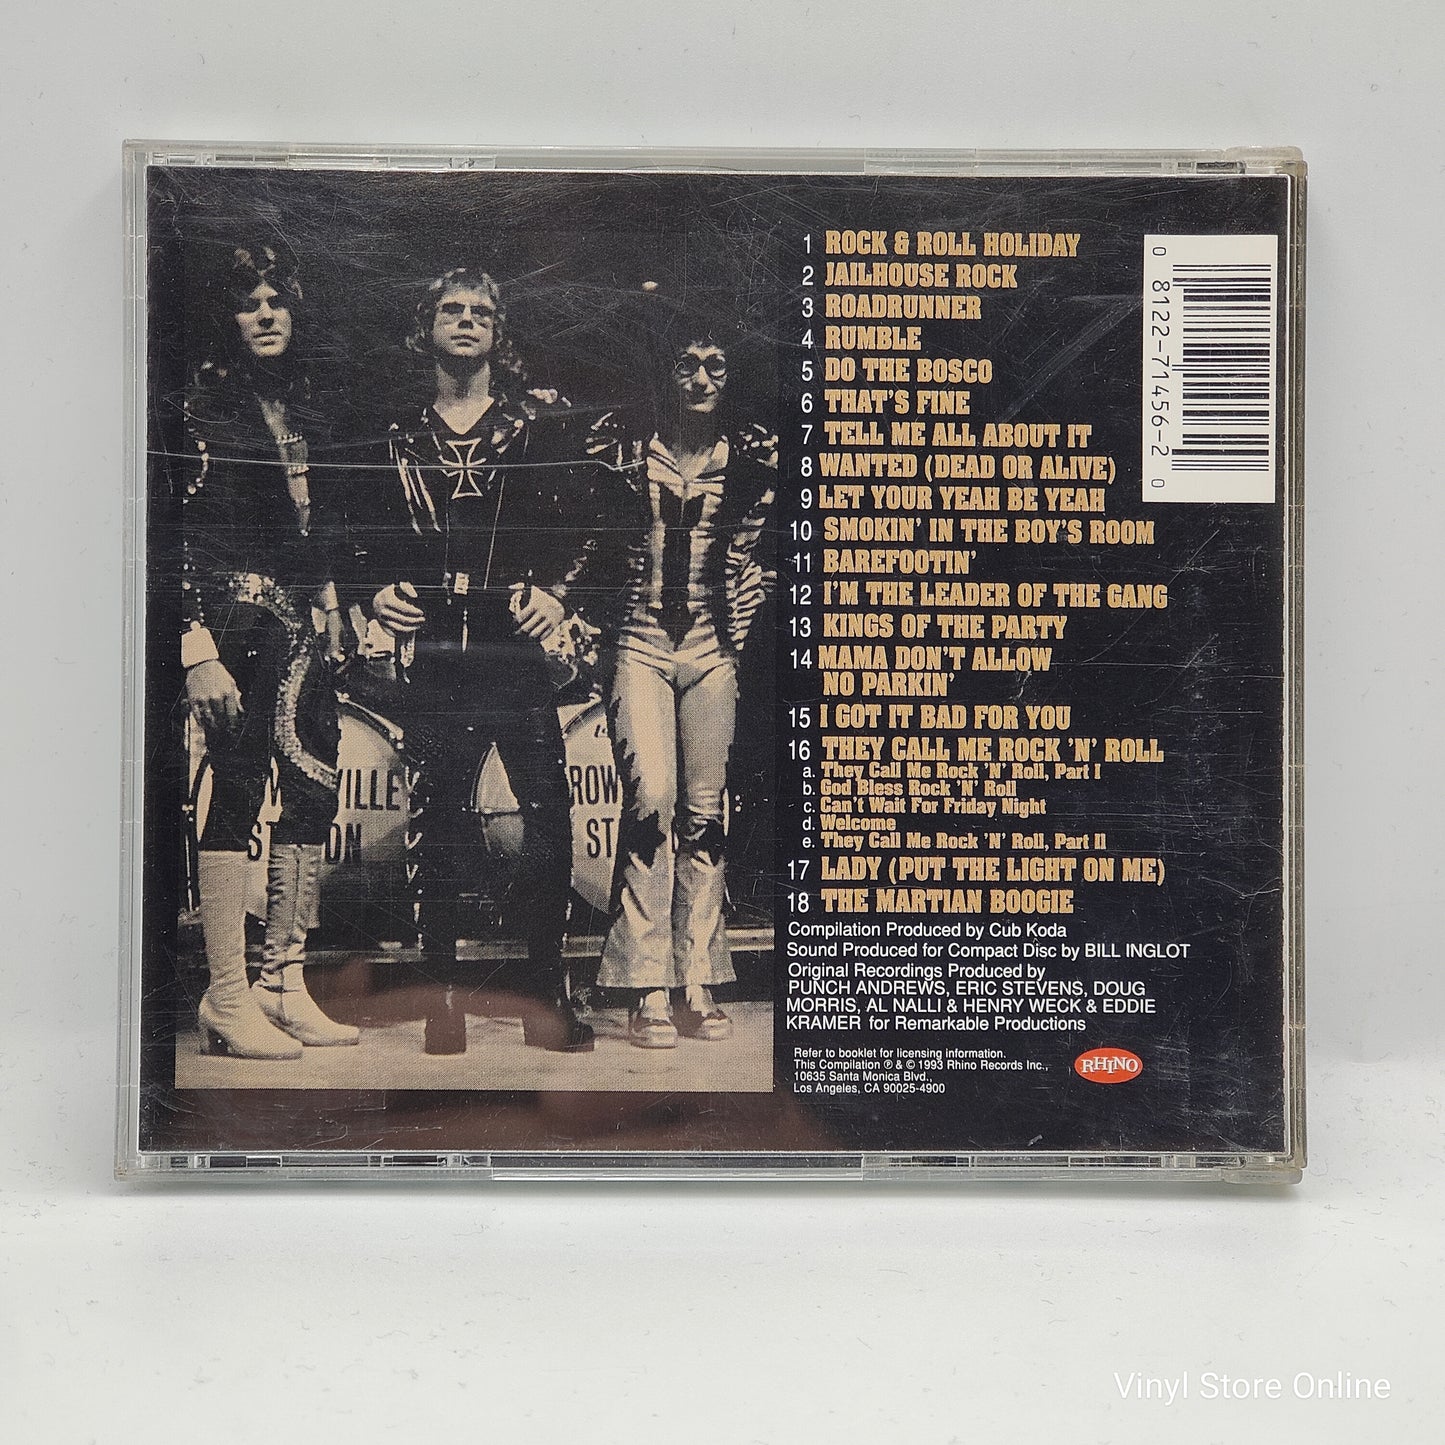 1 ROCK & ROLL HOLIDAY
2 JAILHOUSE ROCK
3 ROADRUNNER
4 RUMBLE
5 DO THE BOSCO
6 THAT'S FINE
7 TELL ME ALL ABOUT IT
8 WANTED (DEAD OR ALIVE)
9 LET YOUR YEAH BE YEAH
10 SMOKIN' IN THE BOY'S ROOM
11 BAREFOOTIN'
12 I'M THE LEADER OF THE GANG
13 KINGS OF THE PARTY
14 MAMA DON'T ALLOW
NO PARKIN'
15 I GOT IT BAD FOR YOU
16 THEY CALL ME ROCK 'N' ROLL
a. They Call Me Rock 'N' Roll, Part I
b. God Bless Rock 'N' Roll
c. Can't Wait For Friday Night
d. Welcome
e. They Call Me Rock 'N' Roll, Part II
17 LADY (PUT THE LIGHT ON ME)
18 THE MARTIAN BOOGIE
Compilation Produced by Cub Koda
Sound Produced for Compact Disc by BILL INGLOT
Original Recordings Produced by
PUNCH ANDREWS, ERIC STEVENS, DOUG
MORRIS, AL NALLI & HENRY WECK & EDDIE
KRAMER for Remarkable Productions
Refer to booklet for licensing information.
This Compilation ℗ & © 1993 Rhino Records Inc.,
10635 Santa Monica Blvd.,
Los Angeles, CA 90025-4900
RHINO
0 8122-71456-2 0
VILLE
ON
ROW
ST
Vinyl Store Online